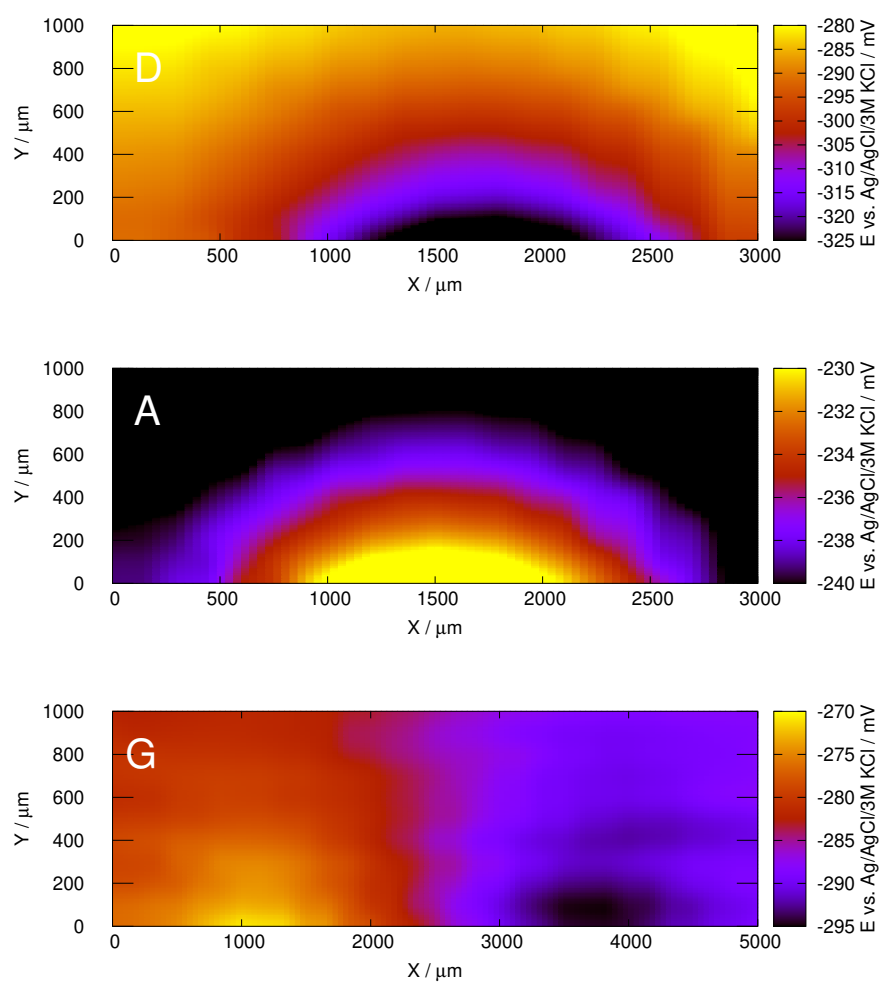 1000
800
600
400
200
0
Y / μm
D
0 500 1000 1500 2000 2500 3000
X / μm
-280
-285
-290
-295
-300
-305
-310
-315
-320
-325
E vs. Ag/AgCl/3M KCl / mV
1000
800
600
400
200
0
Y / μm
A
0 500 1000 1500 2000 2500 3000
X / μm
-230
-232
-234
-236
-238
-240
E vs. Ag/AgCl/3M KCl / mV
1000
800
600
400
200
0
Y / μm
G
0 1000 2000 3000 4000 5000
X / μm
-270
-275
-280
-285
-290
-295
E vs. Ag/AgCl/3M KCl / mV